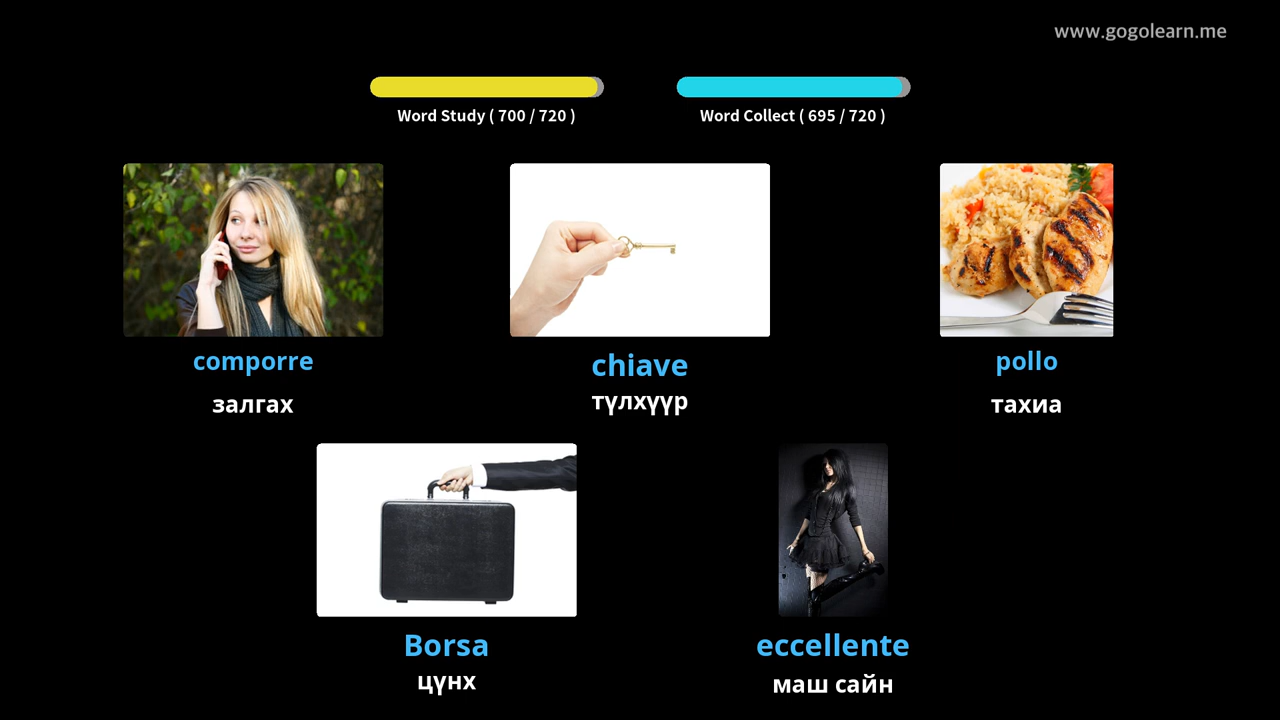 www.gogolearn.me
Word Study ( 700 / 720 )
Word Collect ( 695 / 720 )
comporre
залгах
chiave
түлхүүр
pollo
тахиа
Borsa
цүнх
eccellente
маш сайн